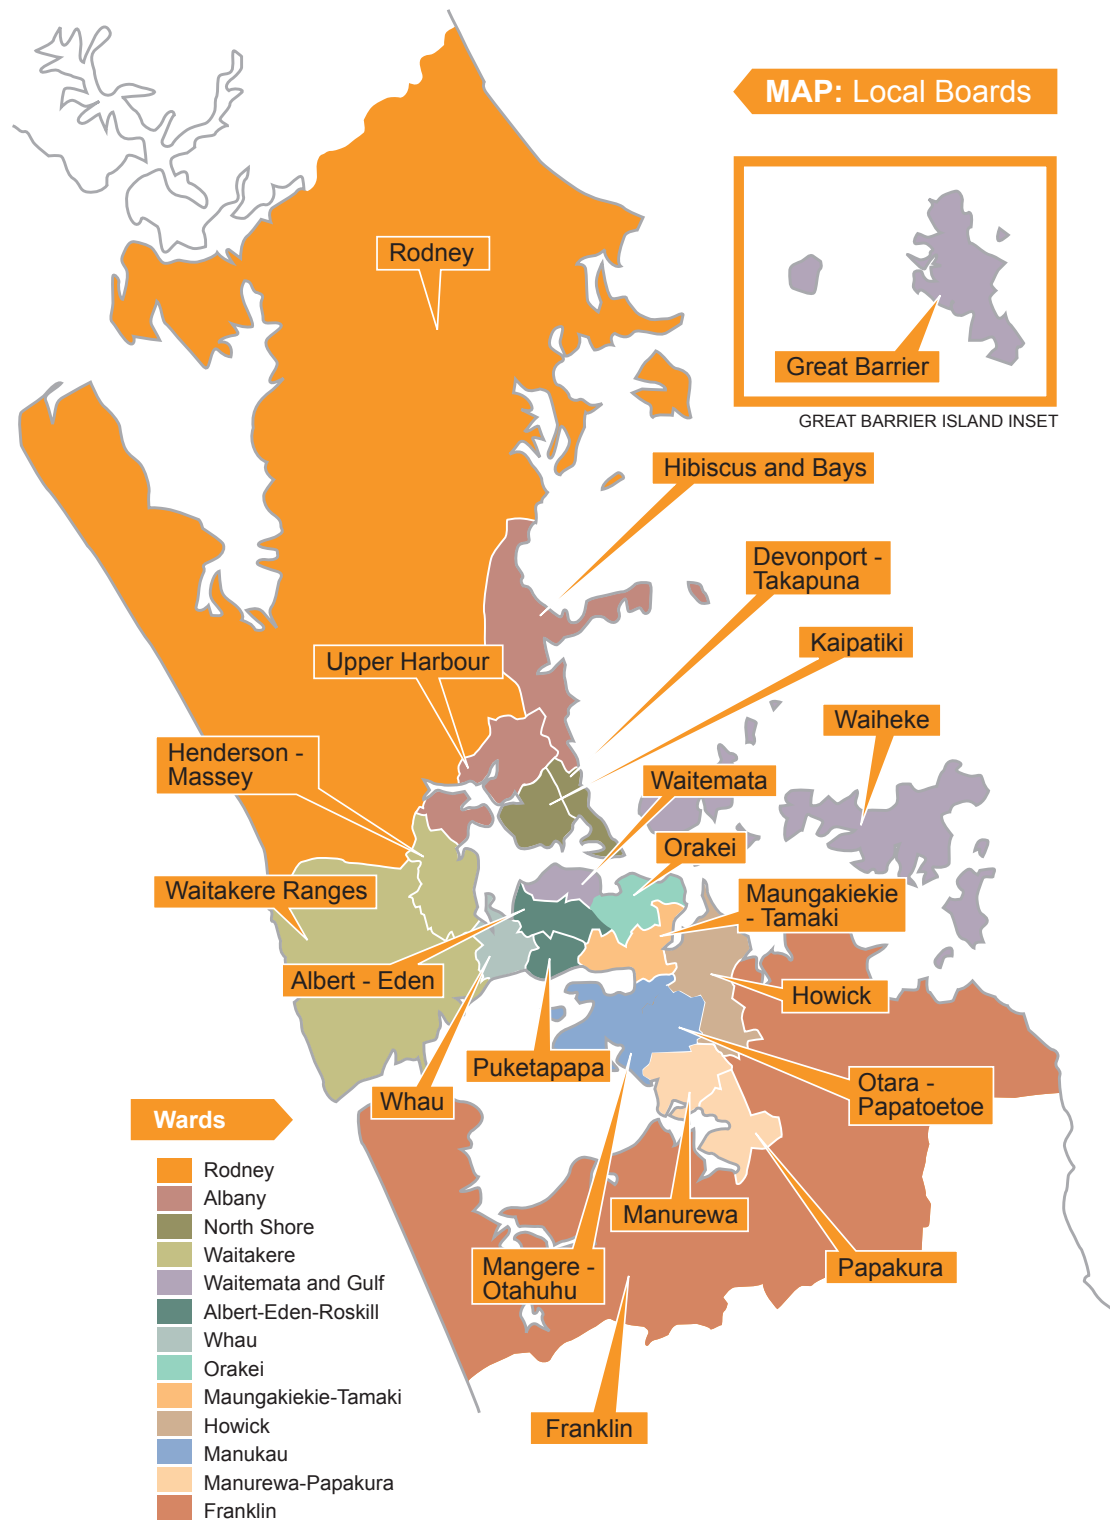 MAP: Local Boards
Rodney
Great Barrier
GREAT BARRIER ISLAND INSET
Hibiscus and Bays
Devonport -
Takapuna
Kaipatiki
Upper Harbour
Waiheke
Henderson -
Massey
Waitemata
Orakei
Waitakere Ranges
Maungakiekie
- Tamaki
Albert - Eden
Howick
Puketapapa
Otara -
Papatoetoe
Whau
Manurewa
Mangere -
Otahuhu
Papakura
Franklin
Wards
Rodney
Albany
North Shore
Waitakere
Waitemata and Gulf
Albert-Eden-Roskill
Whau
Orakei
Maungakiekie-Tamaki
Howick
Manukau
Manurewa-Papakura
Franklin